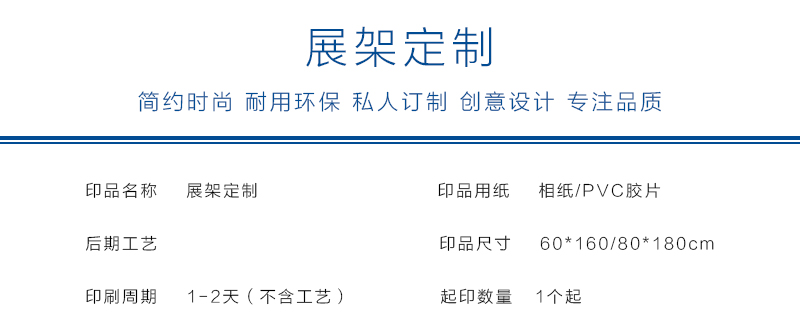 展架定制
简约时尚 耐用环保 私人订制 创意设计 专注品质
印品名称 展架定制 印品用纸 相纸/PVC胶片
后期工艺 印品尺寸 60*160/80*180cm
印刷周期 1-2天（不含工艺） 起印数量 1个起